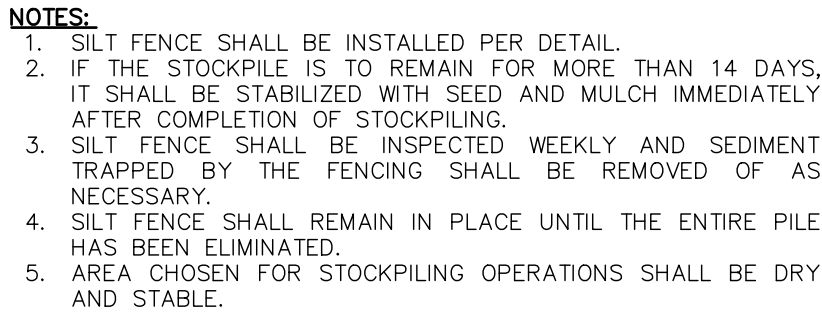 NOTES:
1. SILT FENCE SHALL BE INSTALLED PER DETAIL.
2. IF THE STOCKPILE IS TO REMAIN FOR MORE THAN 14 DAYS,
IT SHALL BE STABILIZED WITH SEED AND MULCH IMMEDIATELY
AFTER COMPLETION OF STOCKPILING.
3. SILT FENCE SHALL BE INSPECTED WEEKLY AND SEDIMENT
TRAPPED BY THE FENCING SHALL BE REMOVED OF AS
NECESSARY.
4. SILT FENCE SHALL REMAIN IN PLACE UNTIL THE ENTIRE PILE
HAS BEEN ELIMINATED.
5. AREA CHOSEN FOR STOCKPILING OPERATIONS SHALL BE DRY
AND STABLE.